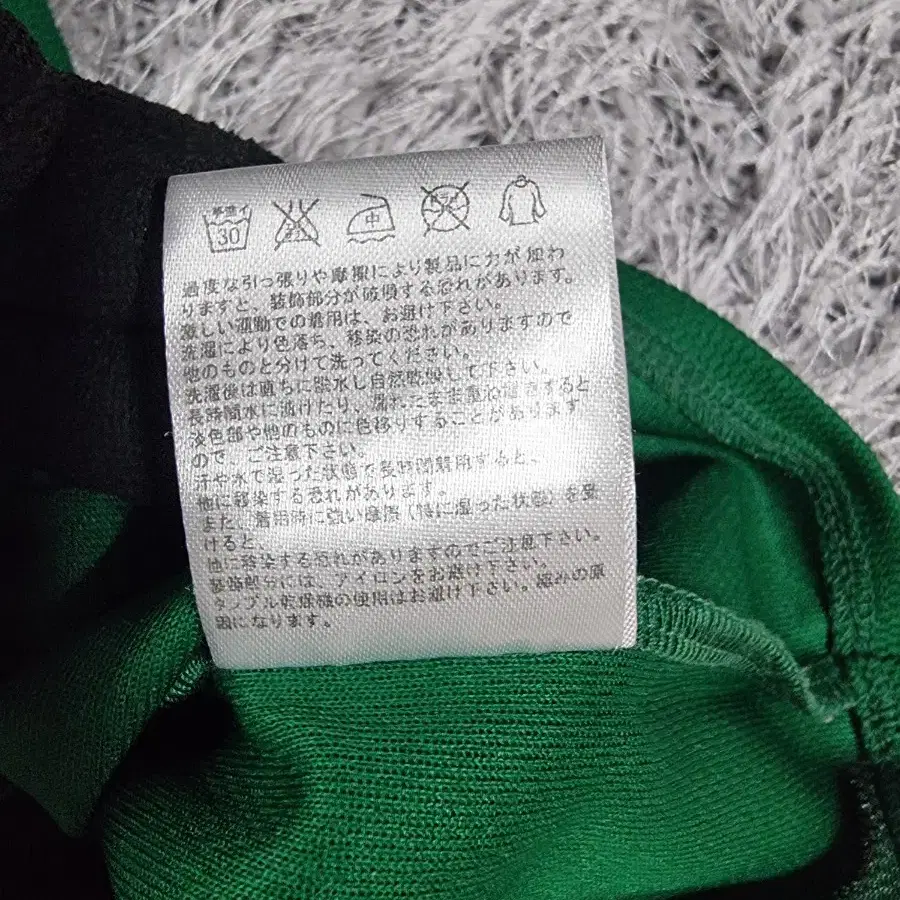 手洗イ 30 中
過度な引っ張りや摩擦により製品に力が加わ
りますと、装飾部分が破損する恐れがあります。
激しい運動での着用は、お避け下さい。
洗濯により色落ち、移染の恐れがありますので
他のものと分けて洗ってください。
洗濯後は直ちに脱水し自然乾燥して下さい。
長時間水に漬けたり、濡れたまま重ね置きすると
淡色部や他のものに色移りすることがあります
ので、ご注意下さい。
汗や水で湿った状態で長時間着用すると、
他に移染する恐れがあります。
また、着用時に強い摩擦(特に湿った状態)を受
けると、
他に移染する恐れがありますのでご注意下さい。
装飾部分には、アイロンをお避け下さい。
タンブル乾燥機の使用はお避け下さい。縮みの原
因になります。